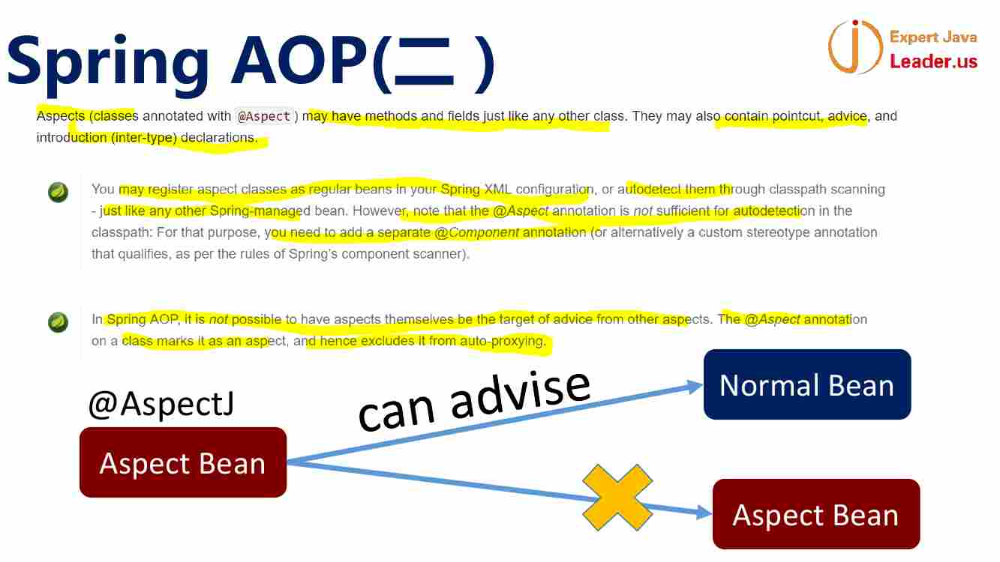 Spring AOP(二 )
Expert Java
Leader.us
Aspects (classes annotated with @Aspect ) may have methods and fields just like any other class. They may also contain pointcut, advice, and
introduction (inter-type) declarations.
You may register aspect classes as regular beans in your Spring XML configuration, or autodetect them through classpath scanning
- just like any other Spring-managed bean. However, note that the @Aspect annotation is not sufficient for autodetection in the
classpath: For that purpose, you need to add a separate @Component annotation (or alternatively a custom stereotype annotation
that qualifies, as per the rules of Spring's component scanner).
In Spring AOP, it is not possible to have aspects themselves be the target of advice from other aspects. The @Aspect annotation
on a class marks it as an aspect, and hence excludes it from auto-proxying.
@AspectJ
can advise
Normal Bean
Aspect Bean
Aspect Bean